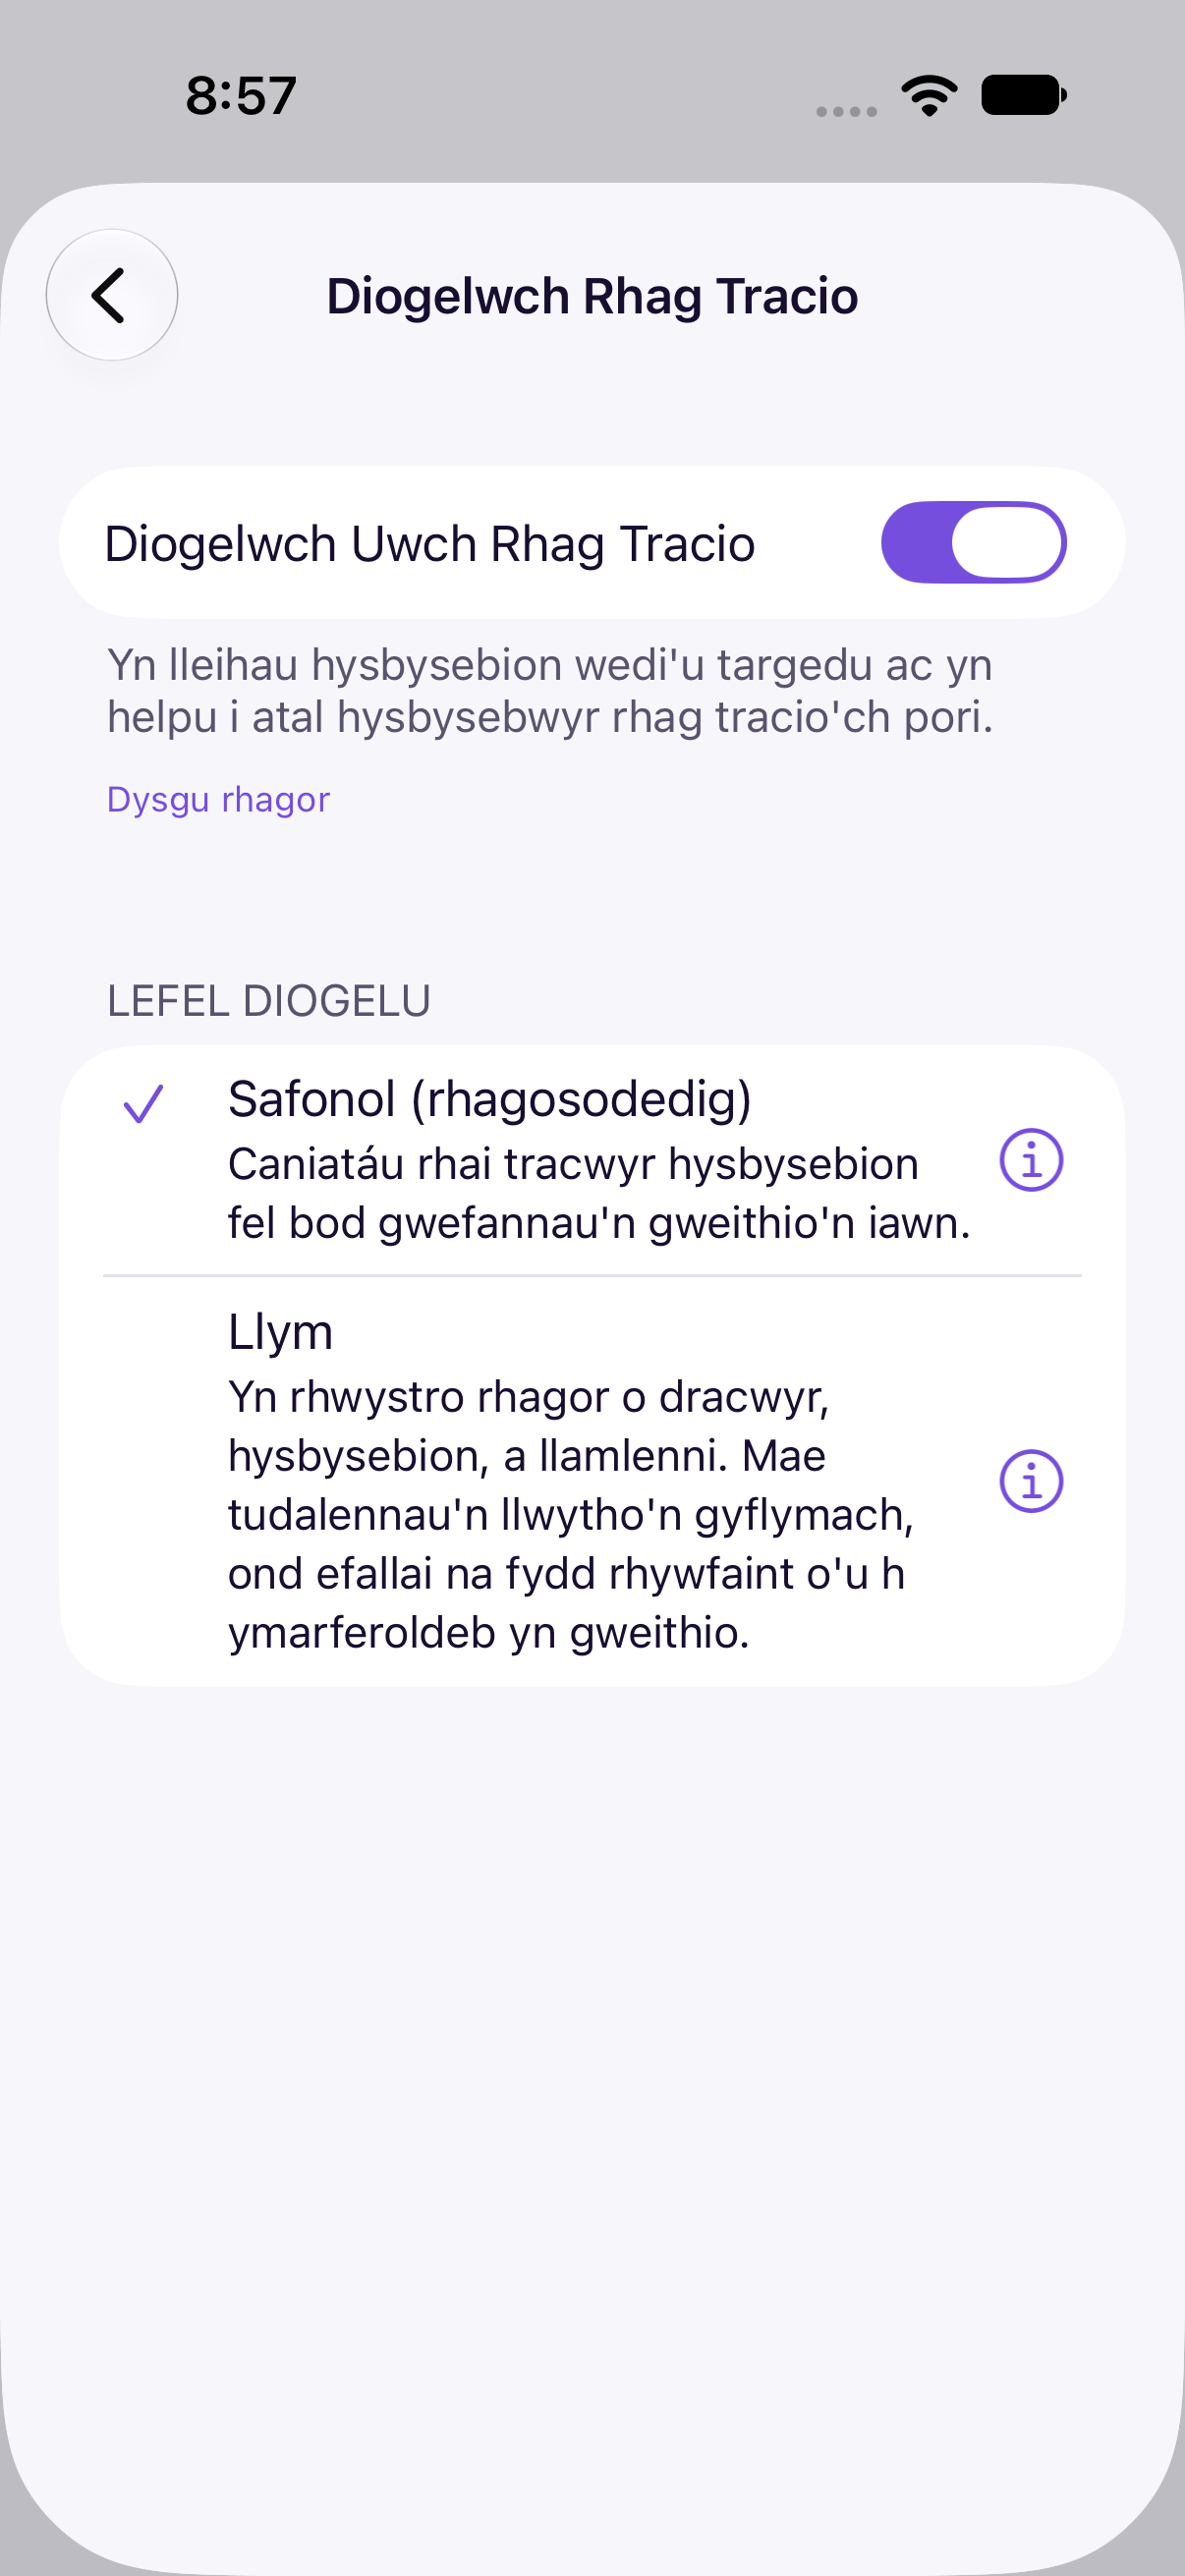 8:57
Diogelwch Rhag Tracio
Diogelwch Uwch Rhag Tracio
Yn lleihau hysbysebion wedi'u targedu ac yn
helpu i atal hysbysebwyr rhag tracio'ch pori.
Dysgu rhagor
LEFEL DIOGELU
Safonol (rhagosodedig)
Caniatáu rhai tracwyr hysbysebion
fel bod gwefannau'n gweithio'n iawn.
Llym
Yn rhwystro rhagor o dracwyr,
hysbysebion, a llamlenni. Mae
tudalennau'n llwytho'n gyflymach,
ond efallai na fydd rhywfaint o'u h
ymarferoldeb yn gweithio.